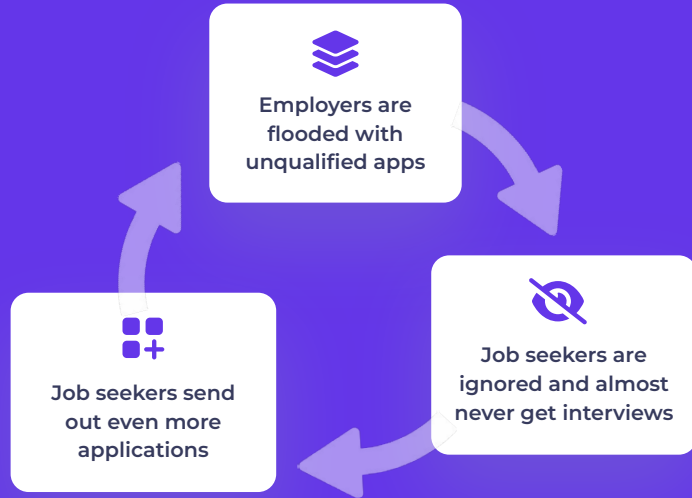 Employers are
flooded with
unqualified apps
Job seekers are
ignored and almost
never get interviews
Job seekers send
out even more
applications